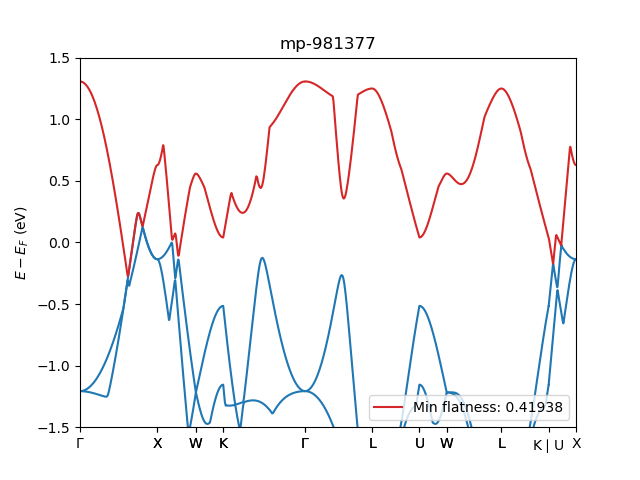 mp-981377
E − E_F (eV)
1.5
1.0
0.5
0.0
−0.5
−1.0
−1.5
Min flatness: 0.41938
Γ X W K Γ L U W L K | U X